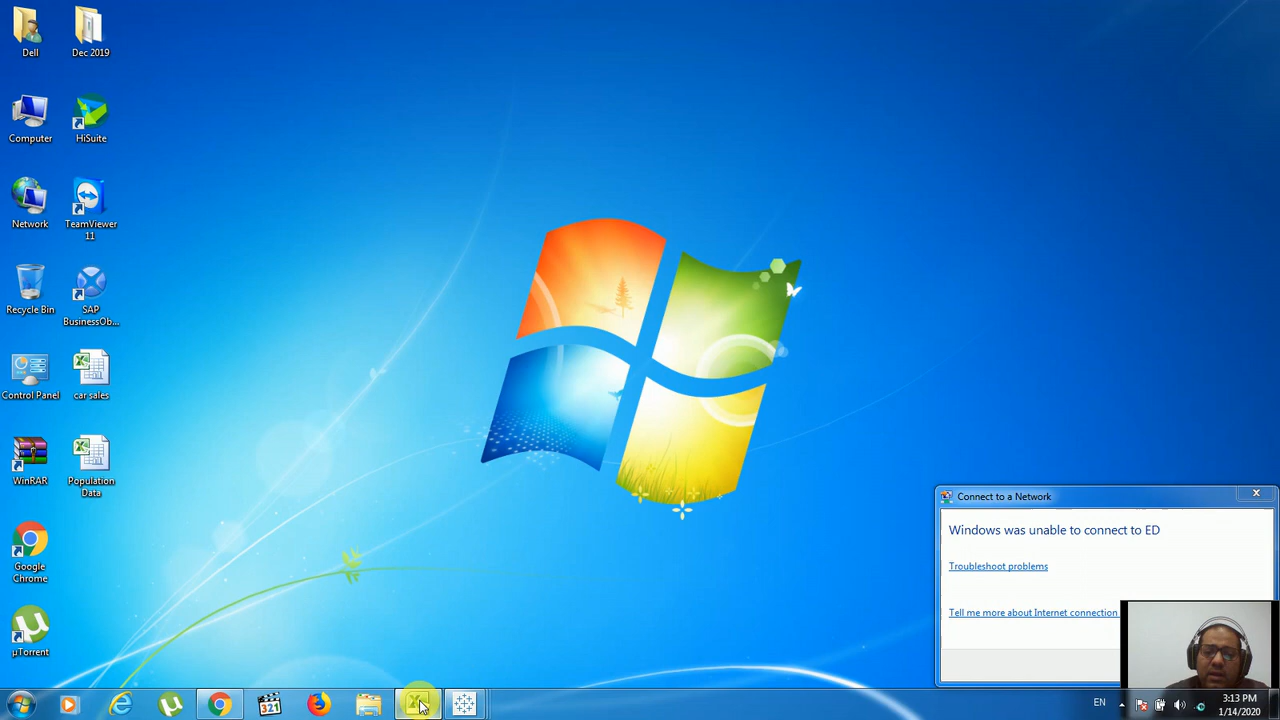 Dell
Dec 2019
Computer
HiSuite
Network
TeamViewer
11
Recycle Bin
SAP
BusinessOb...
Control Panel
car sales
WinRAR
Population
Data
Google
Chrome
µTorrent
Connect to a Network
Windows was unable to connect to ED
Troubleshoot problems
Tell me more about Internet connection
321
EN
3:13 PM
1/14/2020